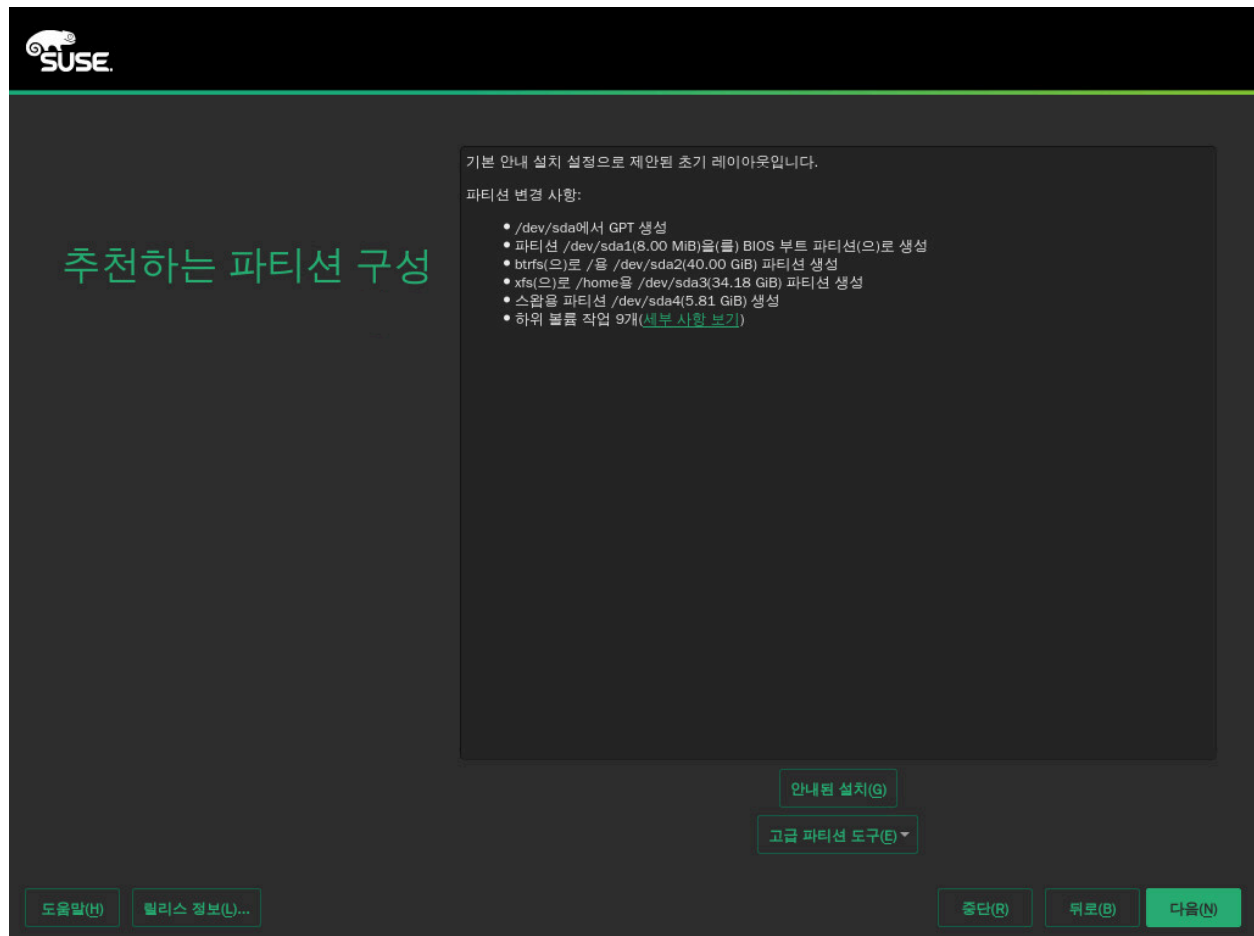 SUSE.
기본 안내 설치 설정으로 제안된 초기 레이아웃입니다.
파티션 변경 사항:
추천하는 파티션 구성
• /dev/sda에서 GPT 생성
• 파티션 /dev/sda1(8.00 MiB)을(를) BIOS 부트 파티션(으)로 생성
• btrfs(으)로 /용 /dev/sda2(40.00 GiB) 파티션 생성
• xfs(으)로 /home용 /dev/sda3(34.18 GiB) 파티션 생성
• 스왑용 파티션 /dev/sda4(5.81 GiB) 생성
• 하위 볼륨 작업 9개(세부 사항 보기)
안내된 설치(G)
고급 파티션 도구(E)
도움말(H)
릴리스 정보(L)...
중단(R)
뒤로(B)
다음(N)